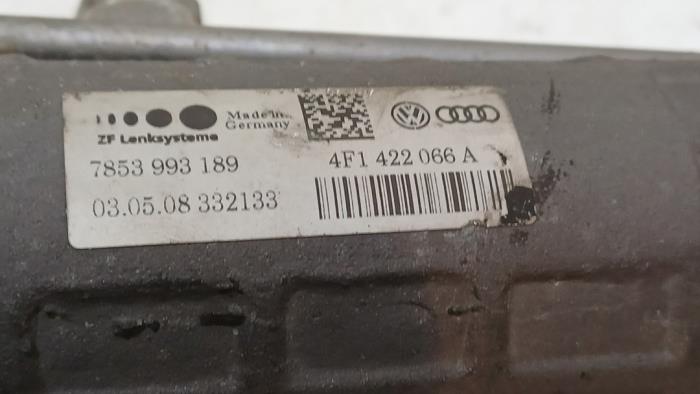 Made in
Germany
ZF Lenksysteme
7853 993 189
4F1 422 066 A
03.05.08 332133